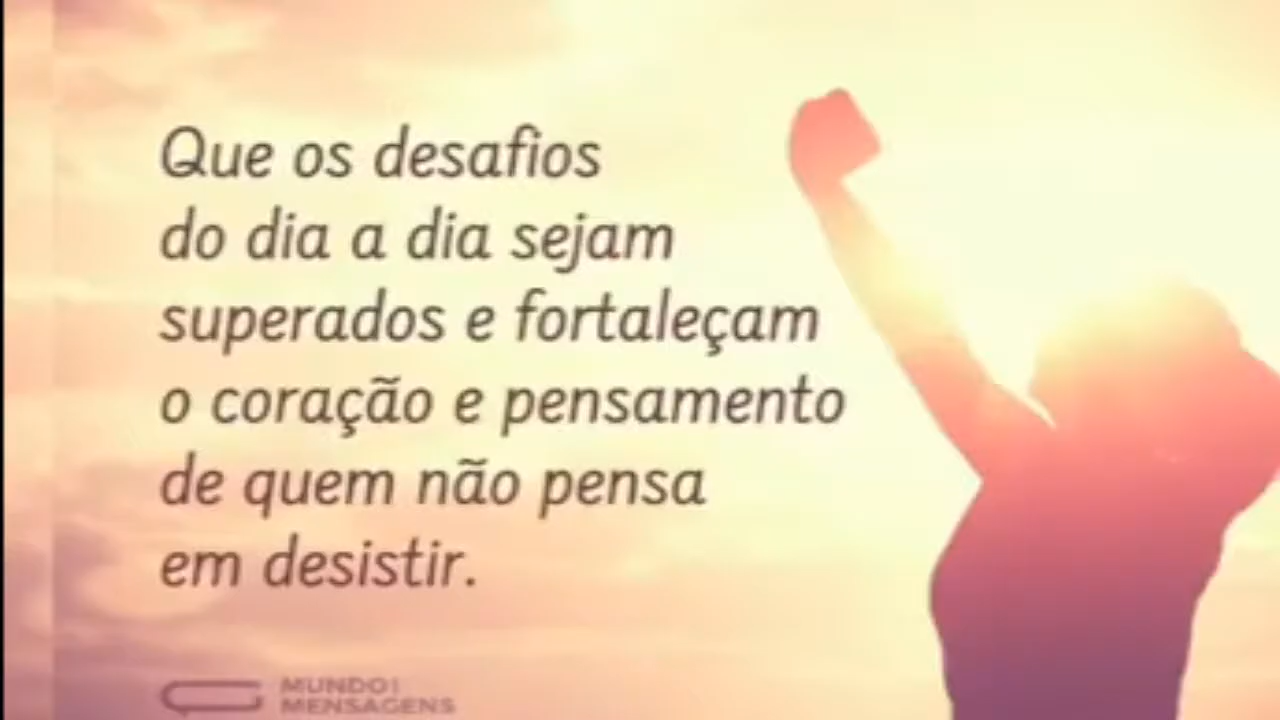 Que os desafios
do dia a dia sejam
superados e fortaleçam
o coração e pensamento
de quem não pensa
em desistir.
MUNDO
MENSAGENS